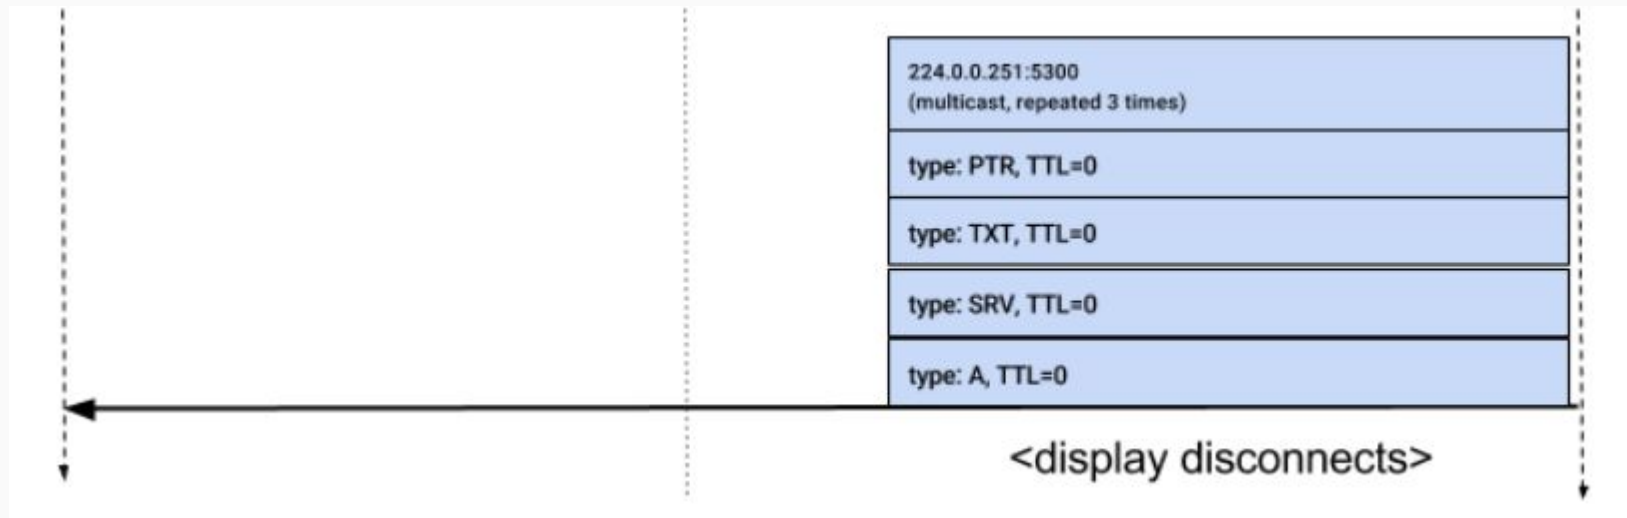 224.0.0.251:5300
(multicast, repeated 3 times)
type: PTR, TTL=0
type: TXT, TTL=0
type: SRV, TTL=0
type: A, TTL=0
<display disconnects>